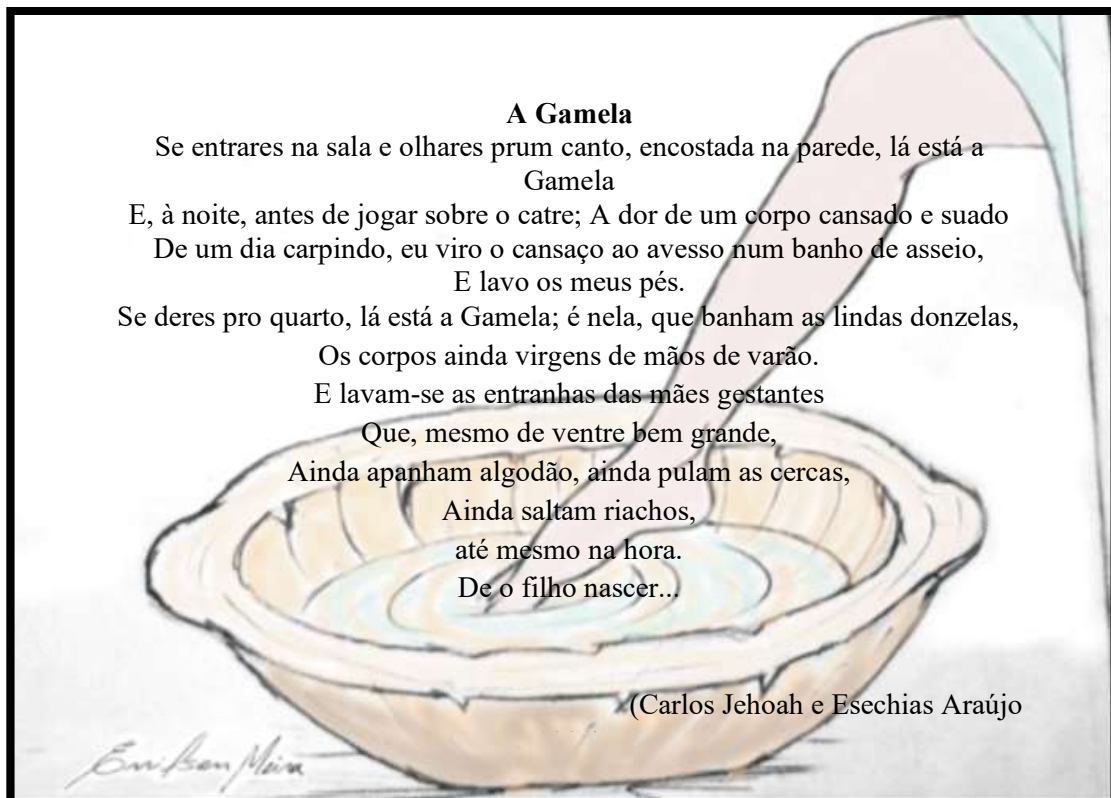 A Gamela
Se entrares na sala e olhares prum canto, encostada na parede, lá está a
Gamela
E, à noite, antes de jogar sobre o catre; A dor de um corpo cansado e suado
De um dia carpindo, eu viro o cansaço ao avesso num banho de asseio,
E lavo os meus pés.
Se deres pro quarto, lá está a Gamela; é nela, que banham as lindas donzelas,
Os corpos ainda virgens de mãos de varão.
E lavam-se as entranhas das mães gestantes
Que, mesmo de ventre bem grande,
Ainda apanham algodão, ainda pulam as cercas,
Ainda saltam riachos,
até mesmo na hora.
De o filho nascer...
(Carlos Jehoah e Esechias Araújo
Meira